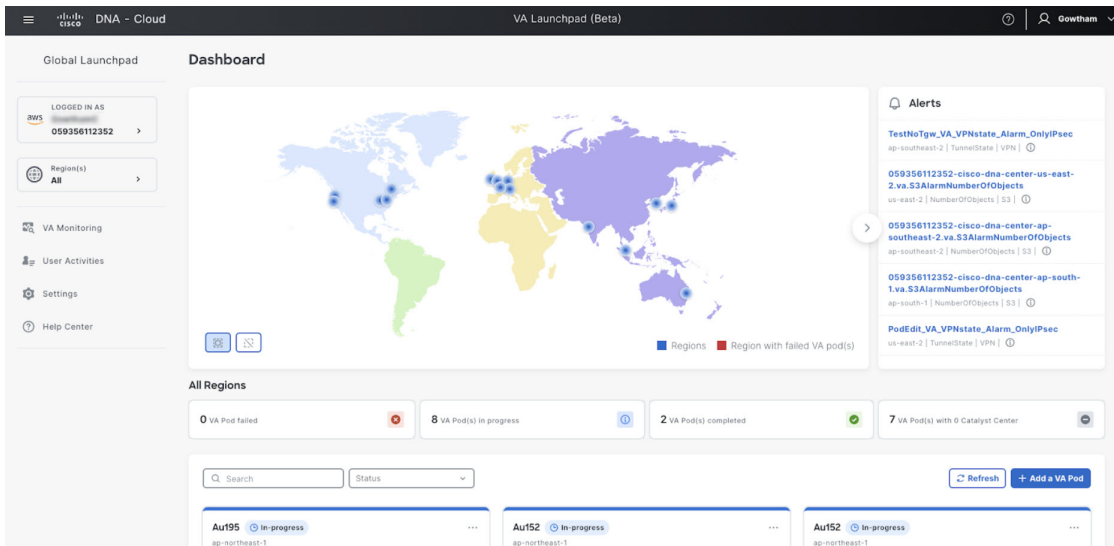 CISCO DNA - Cloud
VA Launchpad (Beta)
Gowtham
Global Launchpad
LOGGED IN AS
aws
059356112352
Region(s)
All
VA Monitoring
User Activities
Settings
Help Center
Dashboard
Regions
Region with failed VA pod(s)
Alerts
TestNoTgw_VA_VPNstate_Alarm_OnlyIPsec
ap-southeast-2 | TunnelState | VPN |
059356112352-cisco-dna-center-us-east-
2.va.S3AlarmNumberOfObjects
us-east-2 | NumberOfObjects | S3 |
059356112352-cisco-dna-center-ap-
southeast-2.va.S3AlarmNumberOfObjects
ap-southeast-2 | NumberOfObjects | S3 |
059356112352-cisco-dna-center-ap-south-
1.va.S3AlarmNumberOfObjects
ap-south-1 | NumberOfObjects | S3 |
PodEdit_VA_VPNstate_Alarm_OnlyIPsec
us-east-2 | TunnelState | VPN |
All Regions
0 VA Pod failed
8 VA Pod(s) in progress
2 VA Pod(s) completed
7 VA Pod(s) with 0 Catalyst Center
Search
Status
Refresh
+ Add a VA Pod
Au195 In-progress
ap-northeast-1
Au152 In-progress
ap-northeast-1
Au152 In-progress
ap-northeast-1